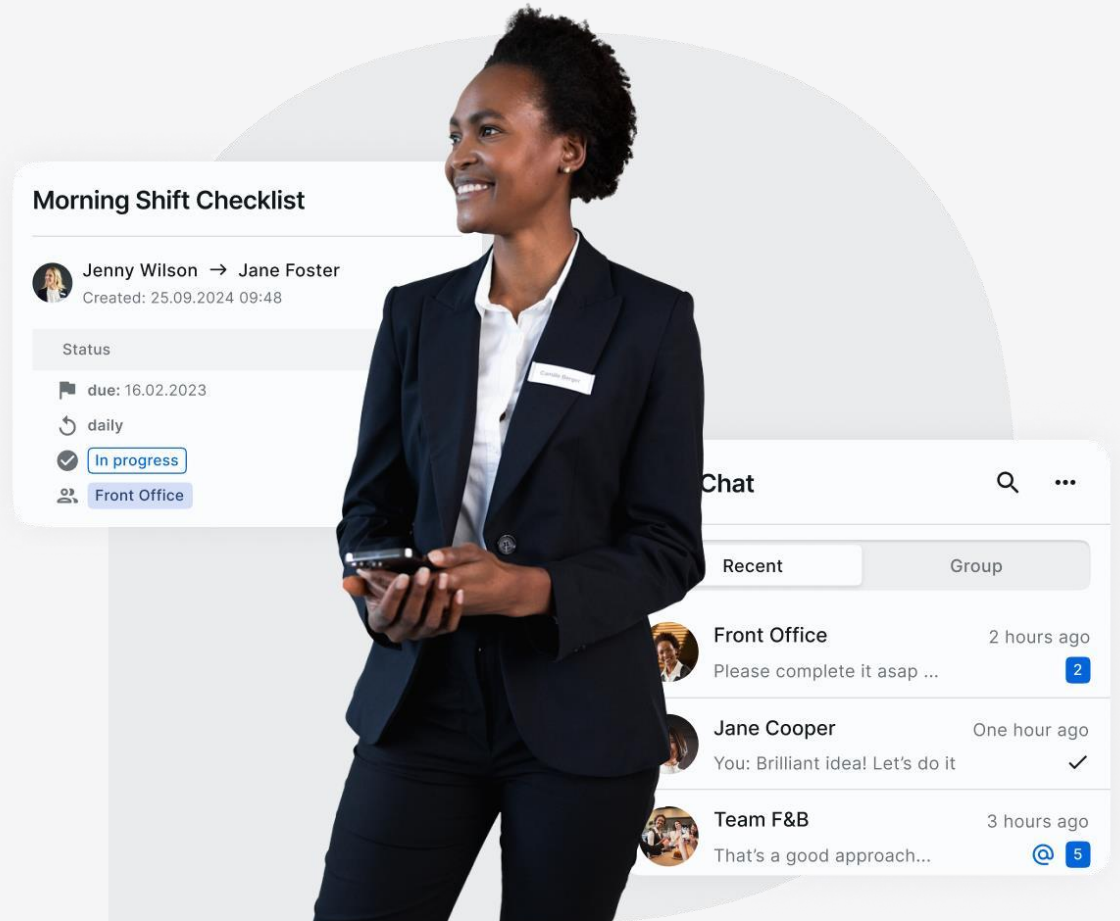 Morning Shift Checklist
Jenny Wilson → Jane Foster
Created: 25.09.2024 09:48
Status
due: 16.02.2023
daily
In progress
Front Office
Chat
Recent Group
Front Office 2 hours ago
Please complete it asap ... 2
Jane Cooper One hour ago
You: Brilliant idea! Let’s do it
Team F&B 3 hours ago
That’s a good approach... @ 5